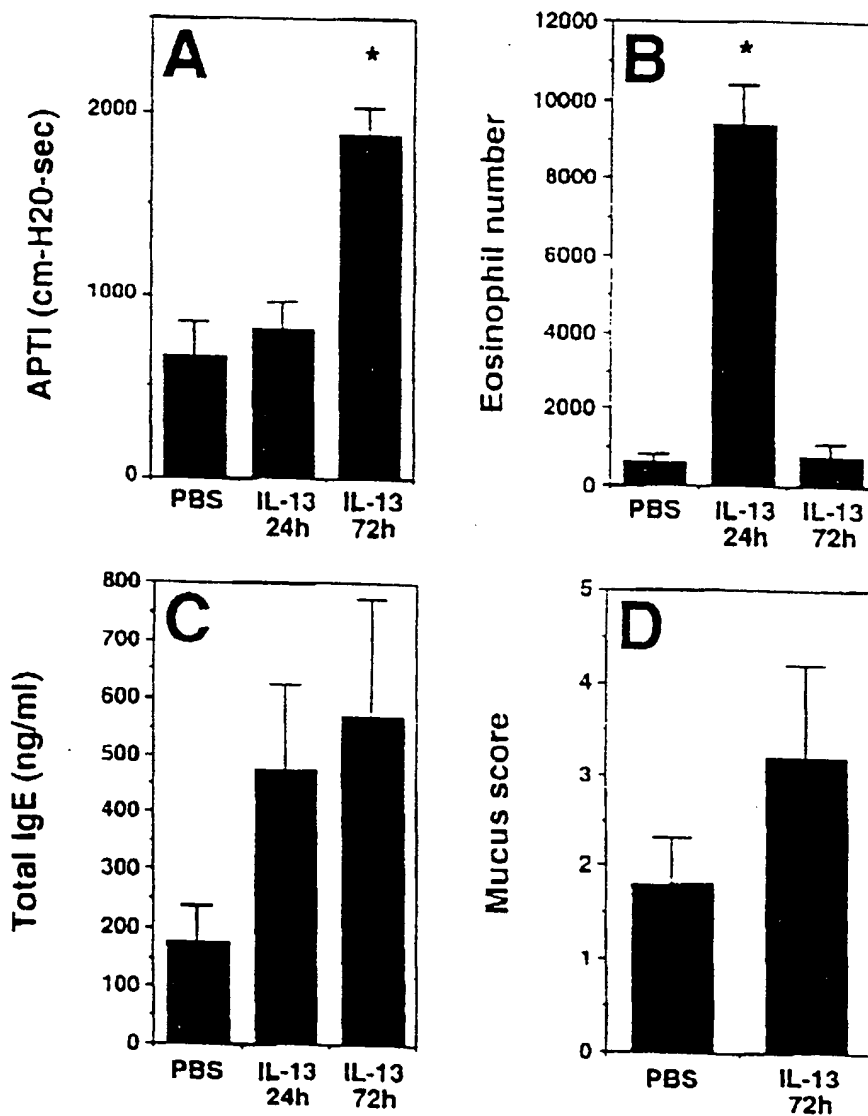 A
*
APTI (cm-H20-sec)
2000
1000
0
PBS
IL-13
24h
IL-13
72h
B
*
Eosinophil number
12000
10000
8000
6000
4000
2000
0
PBS
IL-13
24h
IL-13
72h
C
Total IgE (ng/ml)
800
700
600
500
400
300
200
100
0
PBS
IL-13
24h
IL-13
72h
D
Mucus score
5
4
3
2
1
0
PBS
IL-13
72h